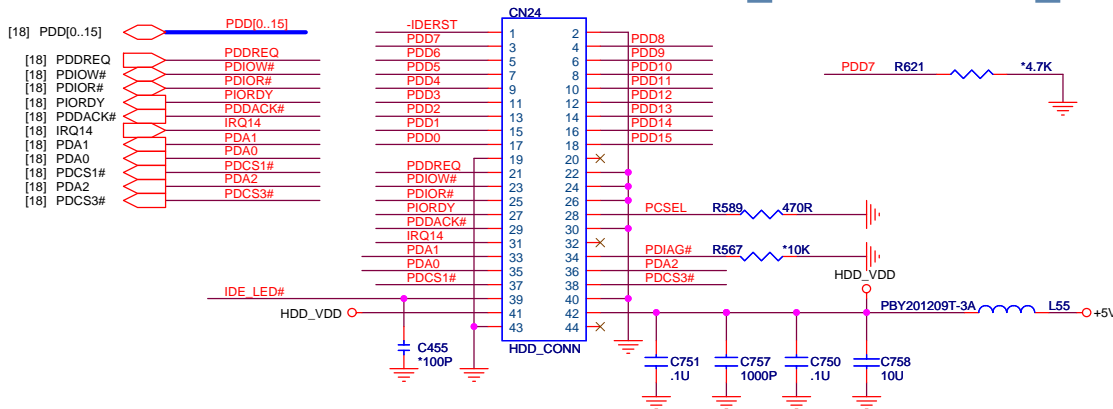 CN24
[18] PDD[0..15] PDD[0..15]
[18] PDDREQ PDDREQ
[18] PDIOW# PDIOW#
[18] PDIOR# PDIOR#
[18] PIORDY PIORDY
[18] PDDACK# PDDACK#
[18] IRQ14 IRQ14
[18] PDA1 PDA1
[18] PDA0 PDA0
[18] PDCS1# PDCS1#
[18] PDA2 PDA2
[18] PDCS3# PDCS3#
-IDERST 1 2
PDD7 3 4 PDD8
PDD6 5 6 PDD9
PDD5 7 8 PDD10
PDD4 9 10 PDD11
PDD3 11 12 PDD12
PDD2 13 14 PDD13
PDD1 15 16 PDD14
PDD0 17 18 PDD15
19 20
PDDREQ 21 22
PDIOW# 23 24
PDIOR# 25 26
PIORDY 27 28 PCSEL R589 470R
PDDACK# 29 30
IRQ14 31 32
PDA1 33 34 PDIAG# R567 *10K
PDA0 35 36 PDA2
PDCS1# 37 38 PDCS3#
IDE_LED# 39 40
HDD_VDD 41 42
43 44
HDD_CONN
C455
*100P
PDD7 R621 *4.7K
HDD_VDD
PBY201209T-3A L55 +5V
C751
.1U
C757
1000P
C750
.1U
C758
10U